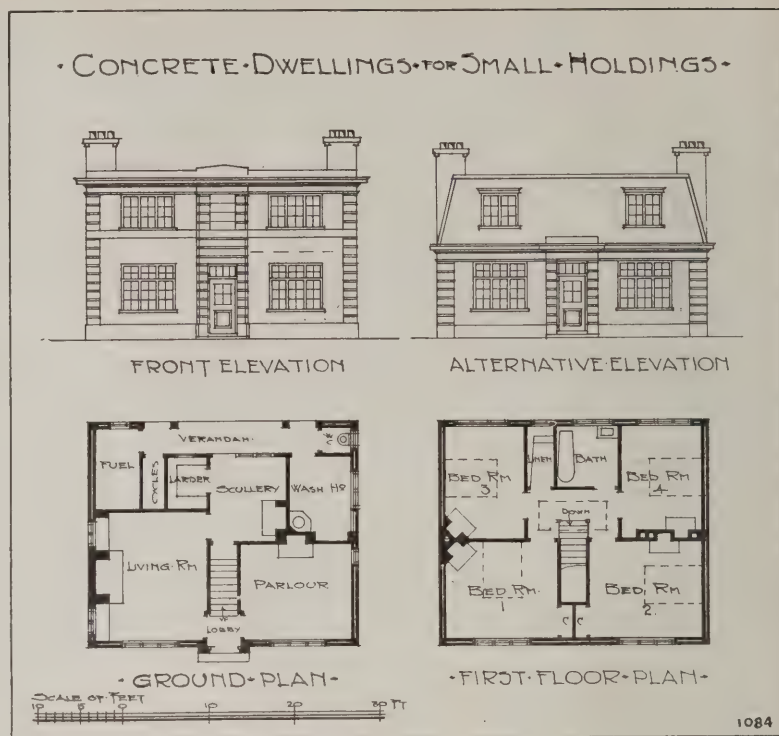 · CONCRETE · DWELLINGS · FOR SMALL · HOLDINGS ·
FRONT ELEVATION
ALTERNATIVE · ELEVATION
VERANDAH ·
W C
FUEL
CYCLES
LARDER
SCULLERY
WASH HO
LIVING · RM
PARLOUR
UP
LOBBY
· GROUND · PLAN ·
BED RM
3
LINEN
BATH
BED RM
4
DOWN
BED RM ·
1
BED RM
2.
C C
· FIRST · FLOOR · PLAN ·
SCALE OF FEET
10 5 0 10 20 30 FT
1084